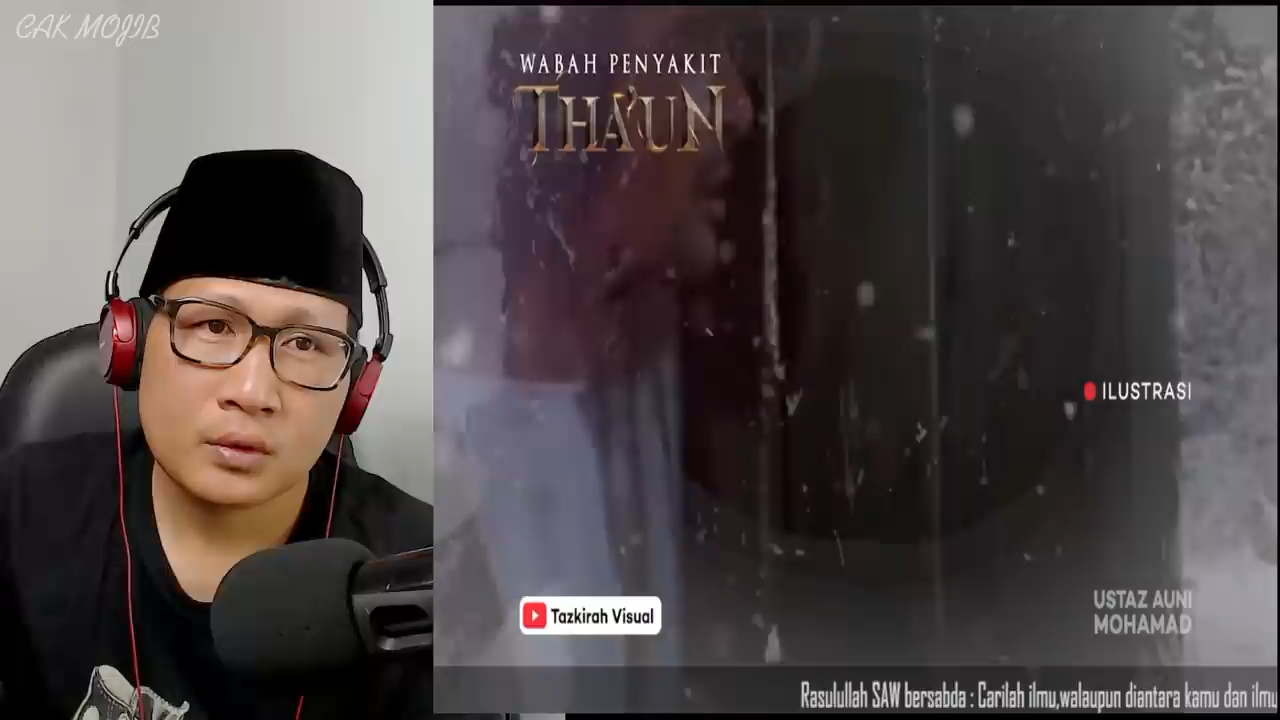 CAK MOJIB
WABAH PENYAKIT
THA'UN
ILUSTRASI
Tazkirah Visual
USTAZ AUNI
MOHAMAD
Rasulullah SAW bersabda : Carilah ilmu,walaupun diantara kamu dan ilmu